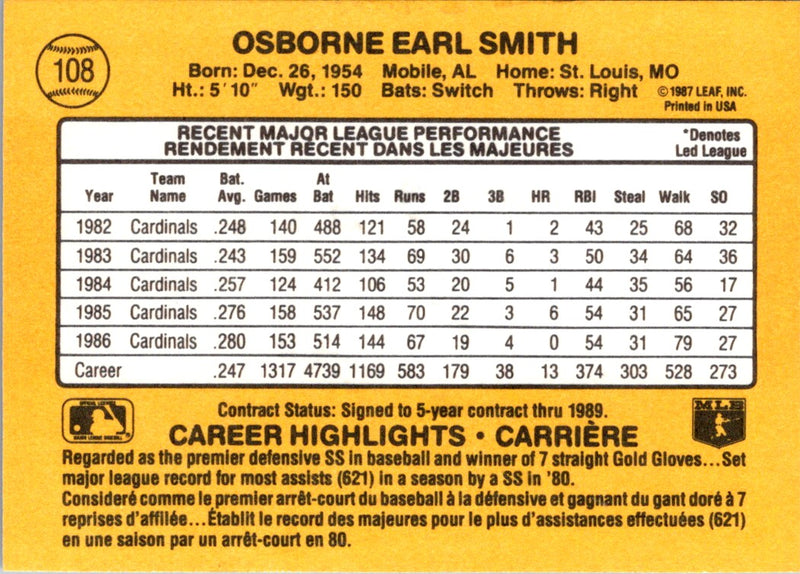 108
OSBORNE EARL SMITH
Born: Dec. 26, 1954 Mobile, AL Home: St. Louis, MO
Ht.: 5' 10" Wgt.: 150 Bats: Switch Throws: Right ©1987 LEAF, INC.
Printed in USA
RECENT MAJOR LEAGUE PERFORMANCE *Denotes
RENDEMENT RÉCENT DANS LES MAJEURES Led League
Year Team Name Bat. Avg. Games At Bat Hits Runs 2B 3B HR RBI Steal Walk SO
1982 Cardinals .248 140 488 121 58 24 1 2 43 25 68 32
1983 Cardinals .243 159 552 134 69 30 6 3 50 34 64 36
1984 Cardinals .257 124 412 106 53 20 5 1 44 35 56 17
1985 Cardinals .276 158 537 148 70 22 3 6 54 31 65 27
1986 Cardinals .280 153 514 144 67 19 4 0 54 31 79 27
Career .247 1317 4739 1169 583 179 38 13 374 303 528 273
Contract Status: Signed to 5-year contract thru 1989.
MLB
CAREER HIGHLIGHTS • CARRIÈRE
Regarded as the premier defensive SS in baseball and winner of 7 straight Gold Gloves...Set
major league record for most assists (621) in a season by a SS in '80.
Consideré comme le premier arrêt-court du baseball à la défensive et gagnant du gant doré à 7
reprises d'affilée...Établit le record des majeures pour le plus d'assistances effectuées (621)
en une saison par un arrêt-court en 80.